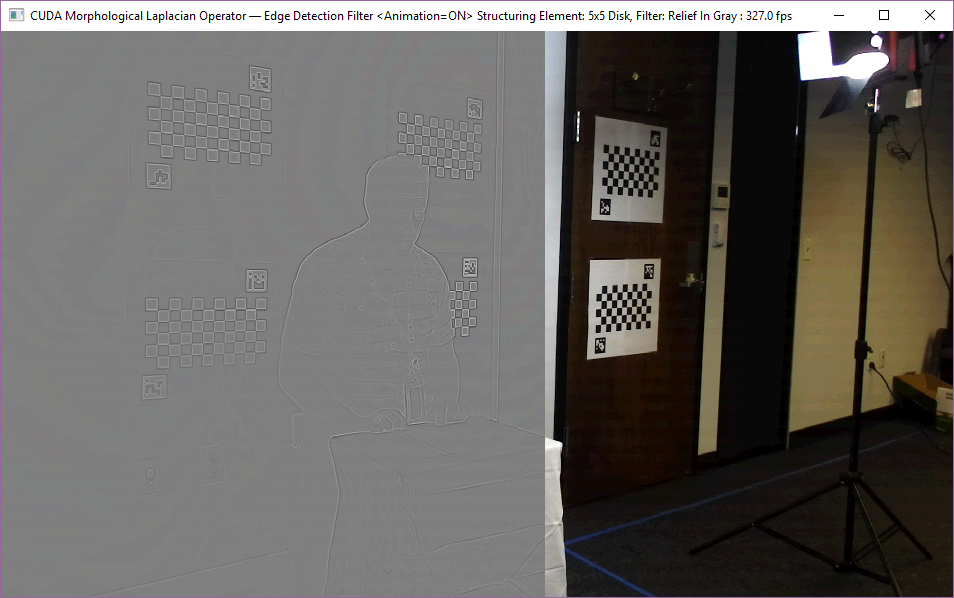 CUDA Morphological Laplacian Operator — Edge Detection Filter <Animation=ON> Structuring Element: 5x5 Disk, Filter: Relief In Gray : 327.0 fps